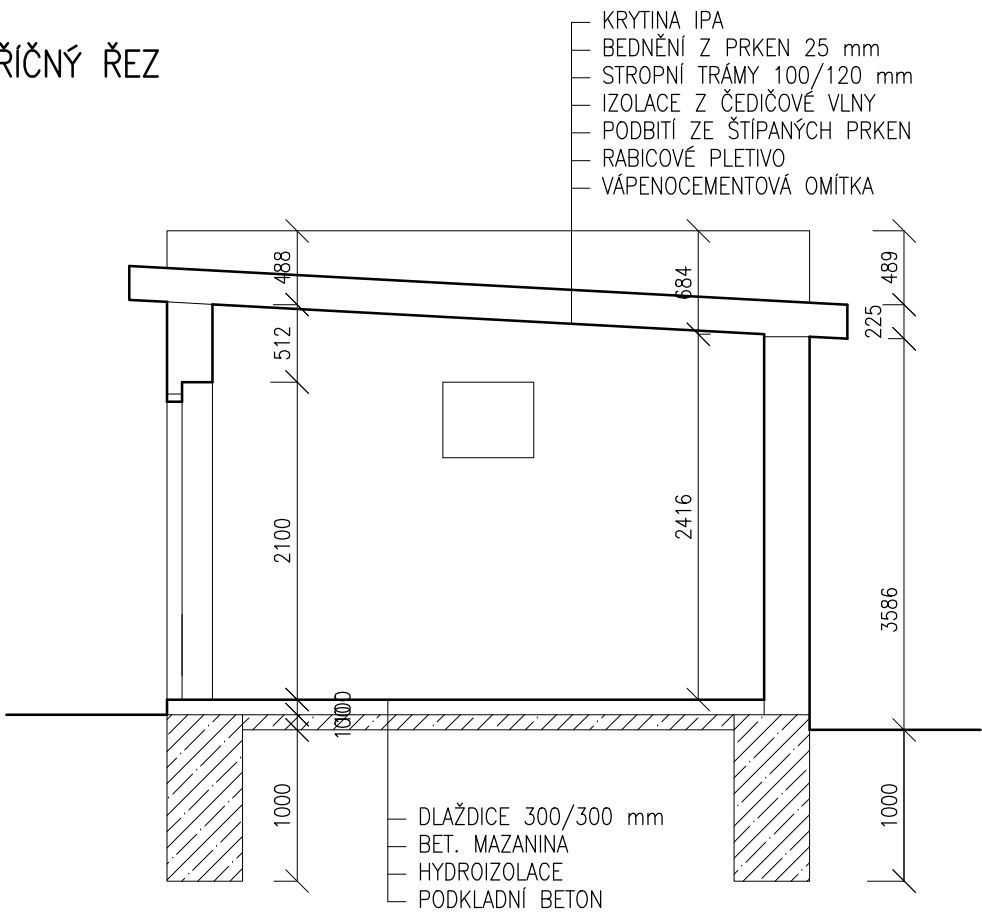 ŘÍČNÝ ŘEZ
KRYTINA IPA
BEDNĚNÍ Z PRKEN 25 mm
STROPNÍ TRÁMY 100/120 mm
IZOLACE Z ČEDIČOVÉ VLNY
PODBITÍ ZE ŠTÍPANÝCH PRKEN
RABICOVÉ PLETIVO
VÁPENOCEMENTOVÁ OMÍTKA
488
684
489
225
512
2100
2416
3586
100
100
1000
1000
DLAŽDICE 300/300 mm
BET. MAZANINA
HYDROIZOLACE
PODKLADNÍ BETON